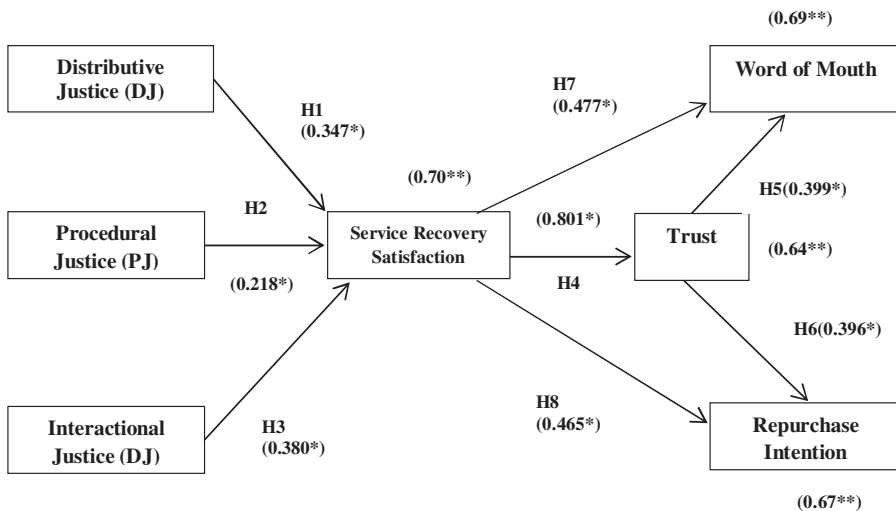 (0.69**)
Distributive
Justice (DJ)
Word of Mouth
H1
(0.347*)
H7
(0.477*)
(0.70**)
H5(0.399*)
H2
Procedural
Justice (PJ)
(0.218*)
Service Recovery
Satisfaction
(0.801*)
H4
Trust
(0.64**)
H6(0.396*)
Interactional
Justice (DJ)
H3
(0.380*)
H8
(0.465*)
Repurchase
Intention
(0.67**)